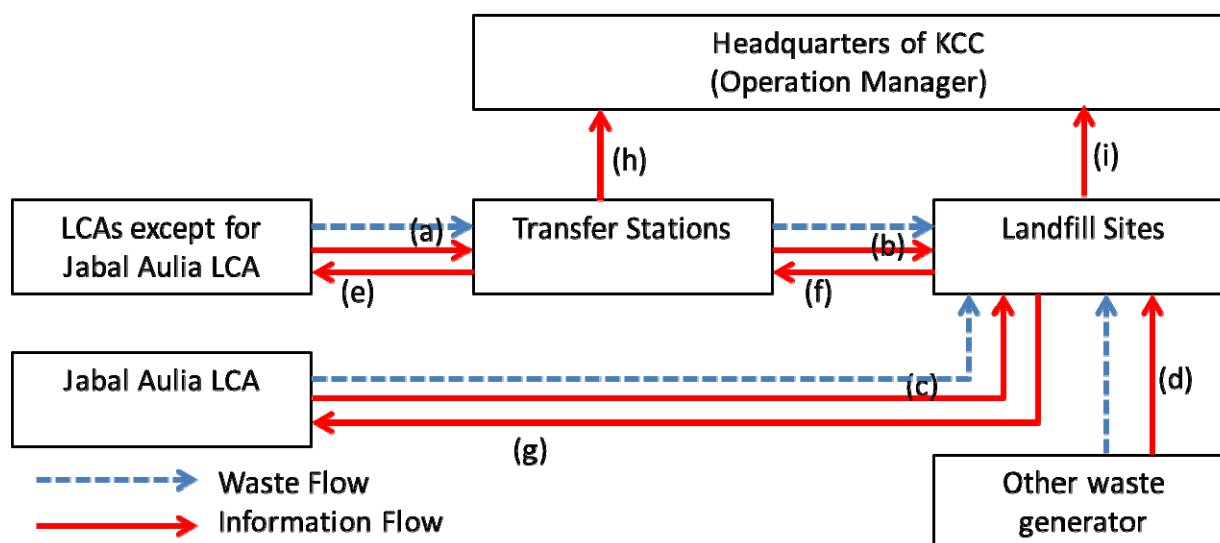 Headquarters of KCC
(Operation Manager)
(h)
(i)
LCAs except for
Jabal Aulia LCA
(a)
(e)
Transfer Stations
(b)
(f)
Landfill Sites
Jabal Aulia LCA
(c)
(d)
(g)
Waste Flow
Information Flow
Other waste
generator